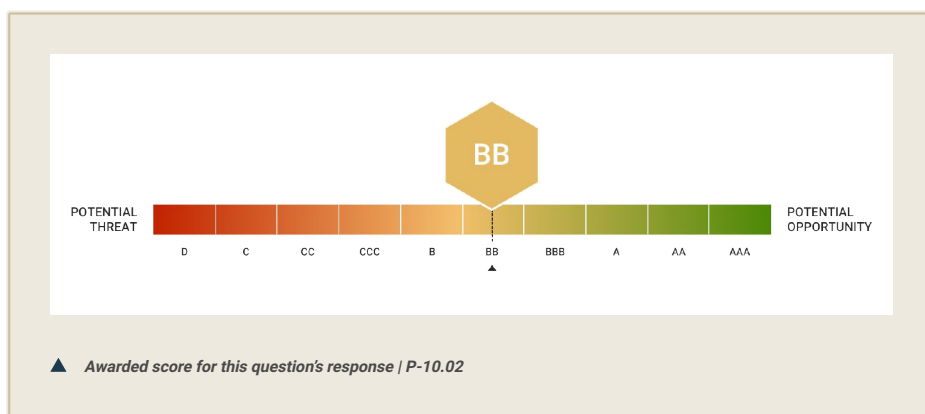 BB
POTENTIAL
THREAT
POTENTIAL
OPPORTUNITY
D C CC CCC B BB BBB A AA AAA
Awarded score for this question's response | P-10.02